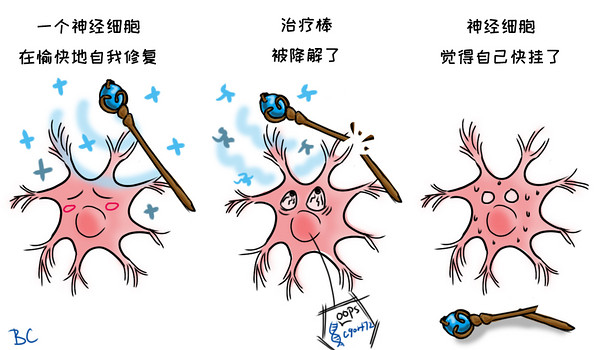 一个神经细胞
在愉快地自我修复
治疗棒
被降解了
神经细胞
觉得自己快挂了
oops
C9orf72
BC